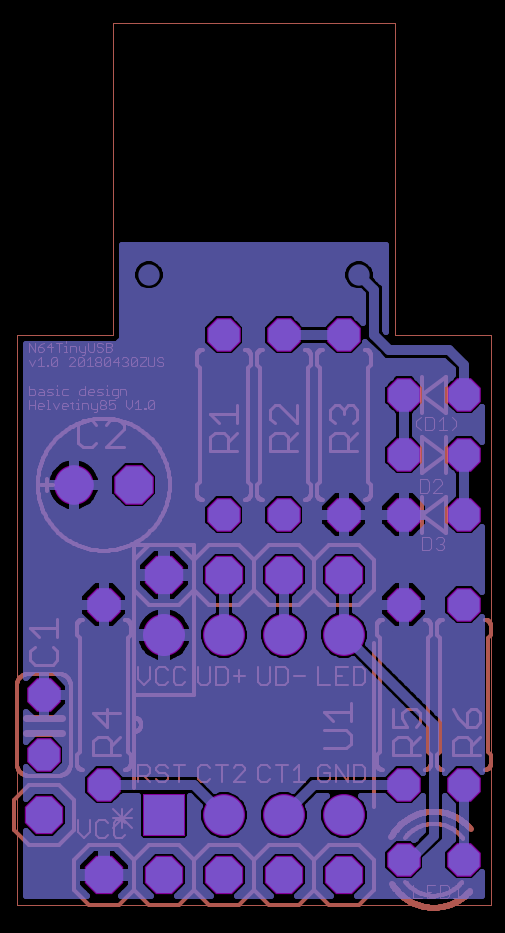 N64TinyUSB
v1.0 20180430ZUS
basic design
Helvetiny85 V1.0
C2
R1
R2
R3
(D1)
D2
D3
C1
VCC UD+ UD- LED
R4
U1
R5
R6
RST CT2 CT1 GND
VCC
LED1